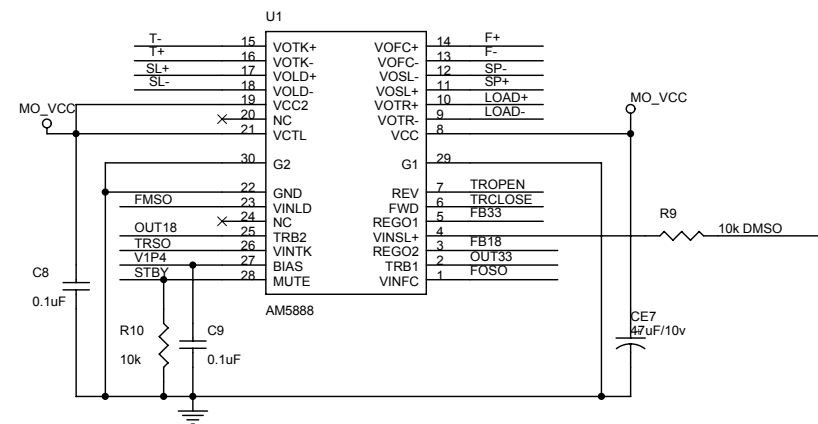 U1
T- 15 VOTK+ VOFC+ 14 F+
T+ 16 VOTK- VOFC- 13 F-
SL+ 17 VOLD+ VOSL- 12 SP-
SL- 18 VOLD- VOSL+ 11 SP+
19 VCC2 VOTR+ 10 LOAD+
MO_VCC 20 NC VOTR- 9 LOAD- MO_VCC
21 VCTL VCC 8
30 G2 G1 29
22 GND REV 7 TROPEN
FMSO 23 VINLD FWD 6 TRCLOSE
24 NC REGO1 5 FB33 R9
OUT18 25 TRB2 VINSL+ 4 10k DMSO
TRSO 26 VINTK REGO2 3 FB18
V1P4 27 BIAS TRB1 2 OUT33
STBY 28 MUTE VINFC 1 FOSO
C8
0.1uF
AM5888
R10 C9
10k 0.1uF
CE7
47uF/10v